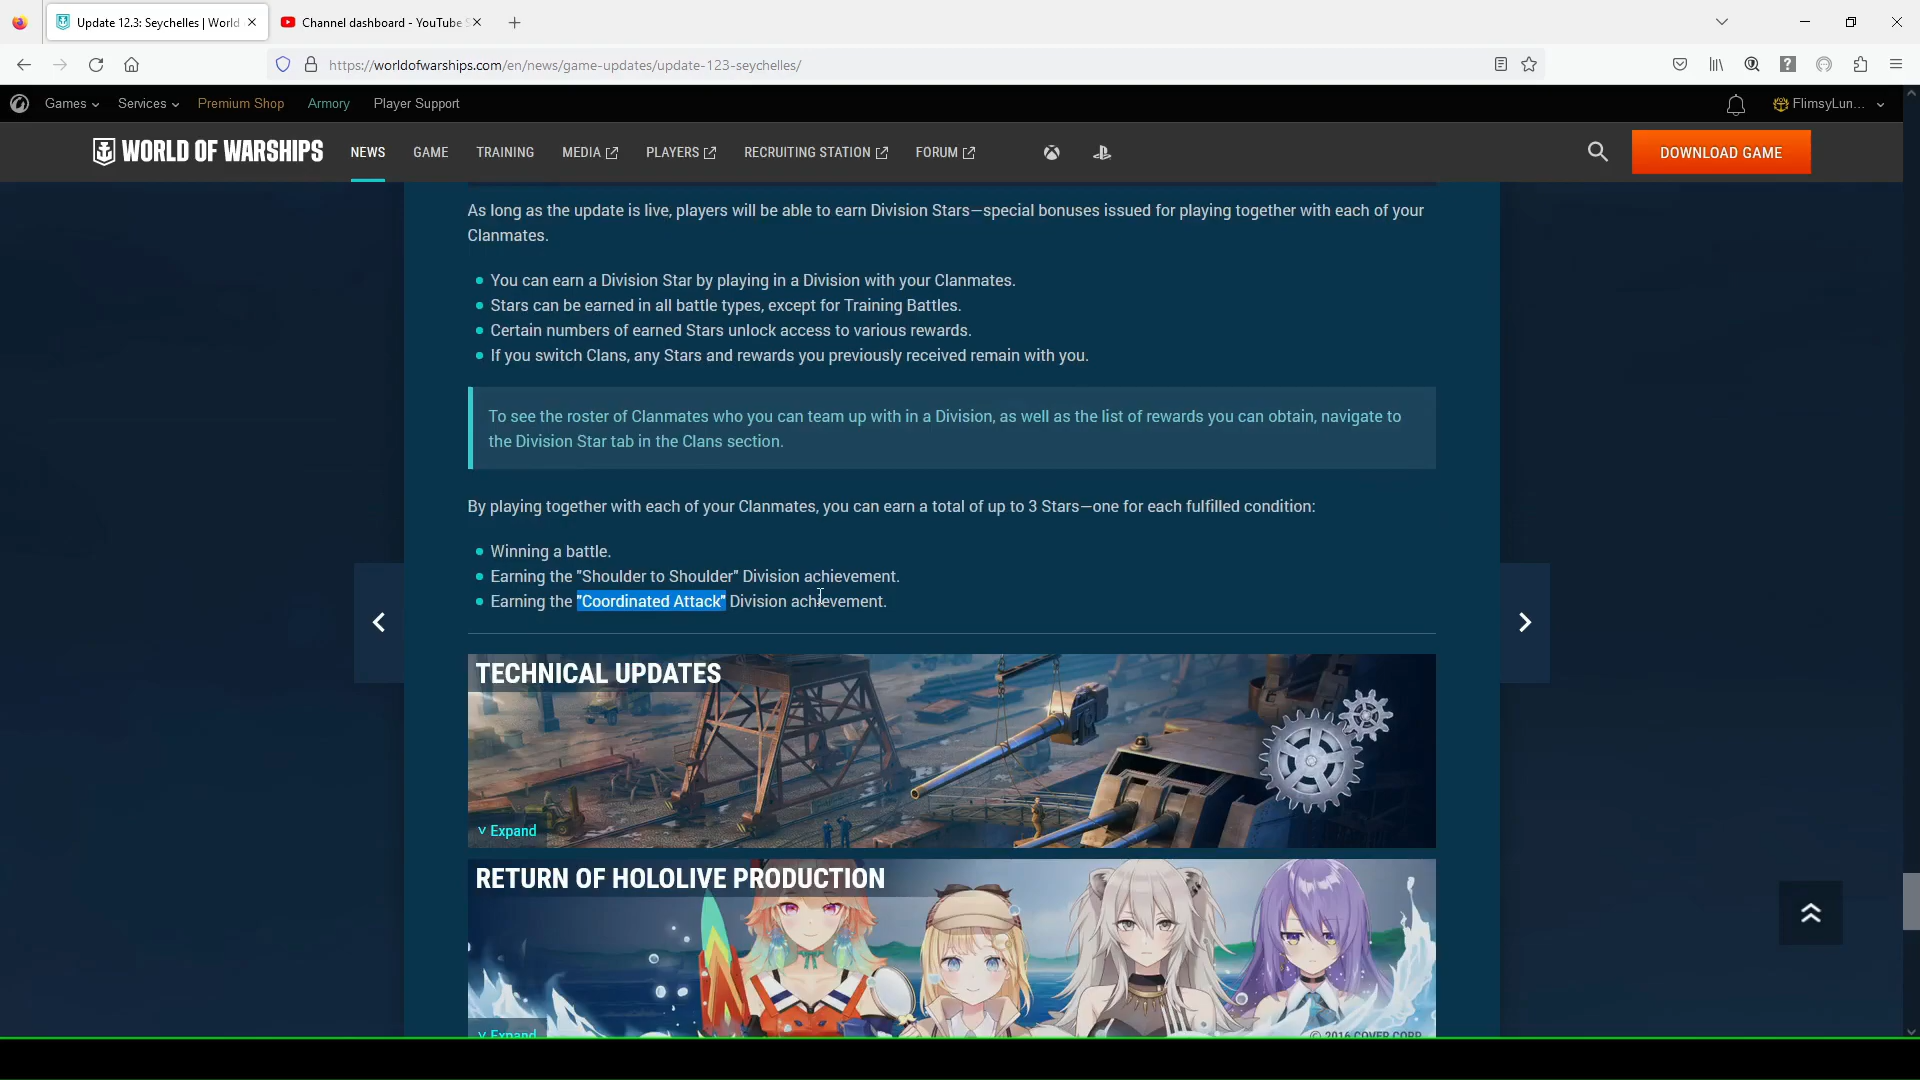 Update 12.3: Seychelles | World
Channel dashboard - YouTube S
https://worldofwarships.com/en/news/game-updates/update-123-seychelles/
Games Services Premium Shop Armory Player Support FlimsyLun...
WORLD OF WARSHIPS NEWS GAME TRAINING MEDIA PLAYERS RECRUITING STATION FORUM DOWNLOAD GAME
As long as the update is live, players will be able to earn Division Stars—special bonuses issued for playing together with each of your
Clanmates.
You can earn a Division Star by playing in a Division with your Clanmates.
Stars can be earned in all battle types, except for Training Battles.
Certain numbers of earned Stars unlock access to various rewards.
If you switch Clans, any Stars and rewards you previously received remain with you.
To see the roster of Clanmates who you can team up with in a Division, as well as the list of rewards you can obtain, navigate to
the Division Star tab in the Clans section.
By playing together with each of your Clanmates, you can earn a total of up to 3 Stars—one for each fulfilled condition:
Winning a battle.
Earning the "Shoulder to Shoulder" Division achievement.
Earning the "Coordinated Attack" Division achievement.
TECHNICAL UPDATES
Expand
RETURN OF HOLOLIVE PRODUCTION
Expand
© 2016 COVER CORP.